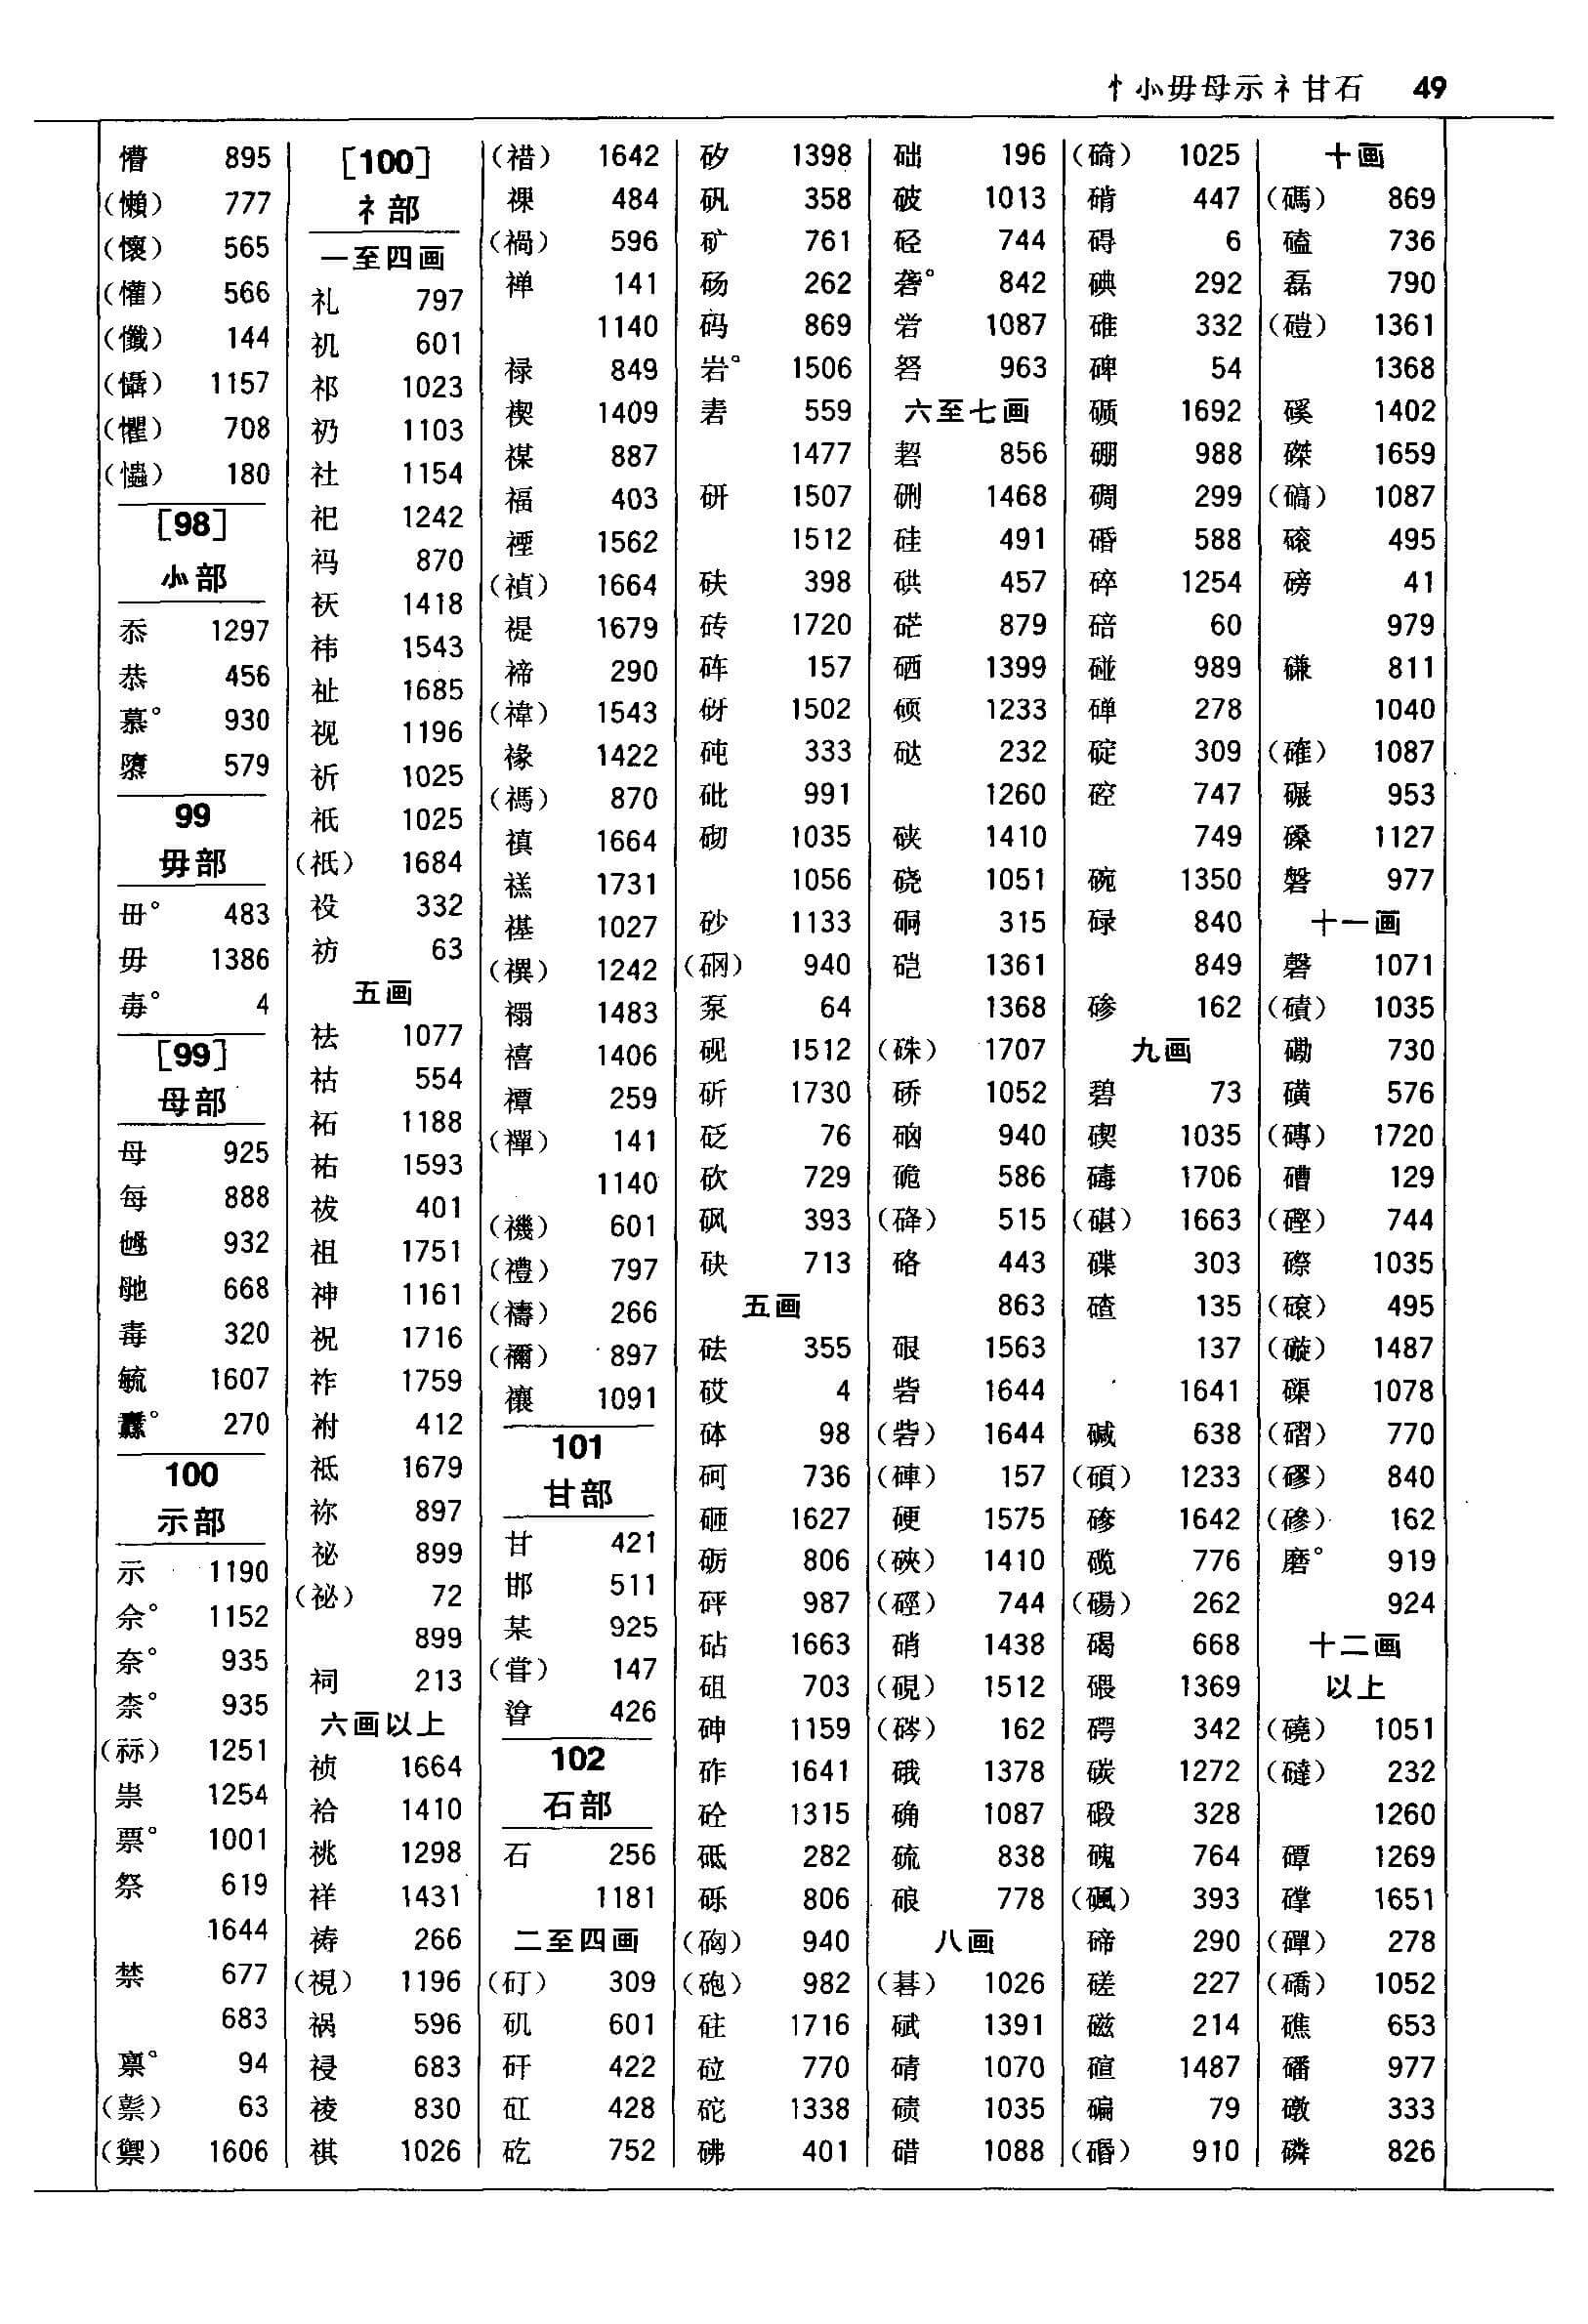 忄⺗毋母示礻甘石 49
懵 895
(懶) 777
(懷) 565
(懽) 566
(懺) 144
(懾) 1157
(懼) 708
(戇) 180
[98]
⺗部
忝 1297
恭 456
慕° 930
隳 579
99
毋部
毌° 483
毋 1386
毐° 4
[99]
母部
母 925
每 888
932
毑 668
毒 320
毓 1607
纛° 270
100
示部
示 1190
佘° 1152
奈° 935
柰° 935
(祘) 1251
祟 1254
票° 1001
祭 619
1644
禁 677
683
禀° 94
(祡) 63
(禦) 1606
[100]
礻部
一至四画
礼 797
礽 601
祁 1023
礽 1103
社 1154
祀 1242
祃 870
祆 1418
祎 1543
祉 1685
视 1196
祈 1025
祇 1025
(祇) 1684
祋 332
祊 63
五画
祛 1077
祜 554
祏 1188
祐 1593
祓 401
祖 1751
神 1161
祝 1716
祚 1759
祔 412
祗 1679
祢 897
祕 899
(祕) 72
899
祠 213
六画以上
祯 1664
祫 1410
祧 1298
祥 1431
祷 266
(視) 1196
祸 596
祲 683
祾 830
祺 1026
(褚) 1642
祼 484
(禍) 596
禅 141
1140
禄 849
禊 1409
禖 887
福 403
禋 1562
(禎) 1664
禔 1679
禘 290
(禕) 1543
禒 1422
(禡) 870
禛 1664
禚 1731
禥 1027
(禩) 1242
禤 1483
禧 1406
禫 259
(禪) 141
1140
(禨) 601
(禮) 797
(禱) 266
(禰) 897
禳 1091
101
甘部
甘 421
邯 511
某 925
(甞) 147
426
102
石部
石 256
1181
二至四画
(矴) 309
矶 601
矸 422
矼 428
矻 752
矽 1398
矾 358
矿 761
砀 262
码 869
岩° 1506
砉 559
1477
研 1507
1512
砆 398
砖 1720
砗 157
砑 1502
砘 333
砒 991
砌 1035
1056
砂 1133
(碙) 940
泵 64
砚 1512
斫 1730
砭 76
砍 729
砜 393
砄 713
五画
砝 355
砹 4
砵 98
砢 736
砸 1627
砺 806
砰 987
砧 1663
砠 703
砷 1159
砟 1641
砼 1315
砥 282
砾 806
(硇) 940
(砲) 982
砫 1716
砬 770
砣 1338
砩 401
础 196
破 1013
硁 744
砻° 842
峃 1087
砮 963
六至七画
硩 856
硎 1468
硅 491
硔 457
硭 879
硒 1399
硕 1233
硪 232
1260
硖 1410
硗 1051
硐 315
硙 1361
1368
(硃) 1707
硚 1052
硇 940
硊 586
(硌) 515
硌 443
863
硍 1563
砦 1644
(砦) 1644
(硨) 157
硬 1575
(硤) 1410
(硜) 744
硝 1438
(硯) 1512
(硶) 162
硪 1378
确 1087
硫 838
硠 778
八画
(碁) 1026
碔 1391
碃 1070
碛 1035
碏 1088
(碕) 1025
碃 447
碍 6
碘 292
碓 332
碑 54
碩 1692
硼 988
碉 299
碈 588
碎 1254
碚 60
碰 989
䃅 278
碇 309
硿 747
749
碗 1350
碌 840
849
碜 162
九画
碧 73
碶 1035
碡 1706
(碪) 1663
碟 303
碴 135
137
1641
碱 638
(碩) 1233
磋 1642
䃹 776
(碭) 262
碣 668
碨 1369
碍 342
碳 1272
碫 328
磈 764
(碸) 393
碲 290
磋 227
磁 214
碹 1487
碥 79
(碈) 910
十画
(碼) 869
磕 736
磊 790
(磑) 1361
1368
磎 1402
磔 1659
(碻) 1087
磙 495
磅 41
979
磏 811
1040
(確) 1087
碾 953
磉 1127
磐 977
十一画
磬 1071
(磧) 1035
磡 730
磺 576
(磚) 1720
磳 129
(硜) 744
磜 1035
(磙) 495
(璇) 1487
磲 1078
(磖) 770
(磟) 840
(磣) 162
磨° 919
924
十二画
以上
(磽) 1051
(磋) 232
1260
磹 1269
礃 1651
(磾) 278
(礄) 1052
礁 653
磻 977
礅 333
磷 826